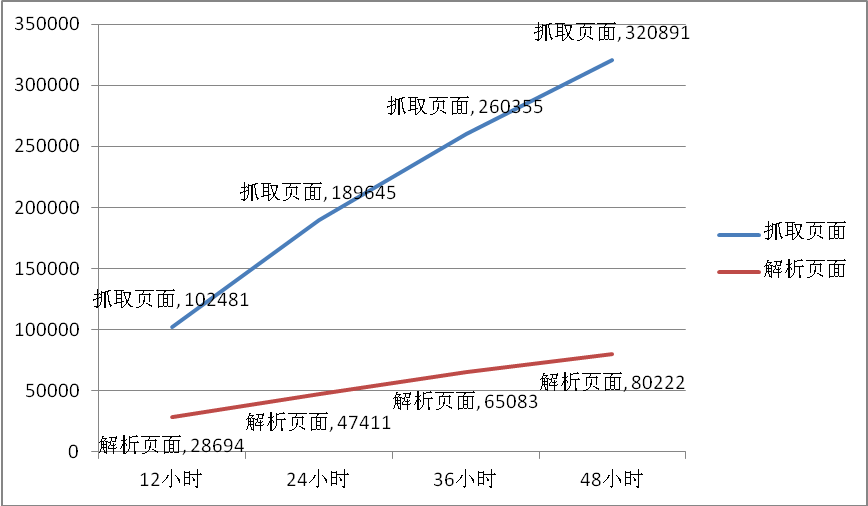 350000
抓取页面, 320891
300000
抓取页面, 260355
250000
抓取页面, 189645
200000
抓取页面
150000
解析页面
抓取页面, 102481
100000
解析页面, 80222
50000
解析页面, 65083
解析页面, 47411
解析页面, 28694
0
12小时
24小时
36小时
48小时